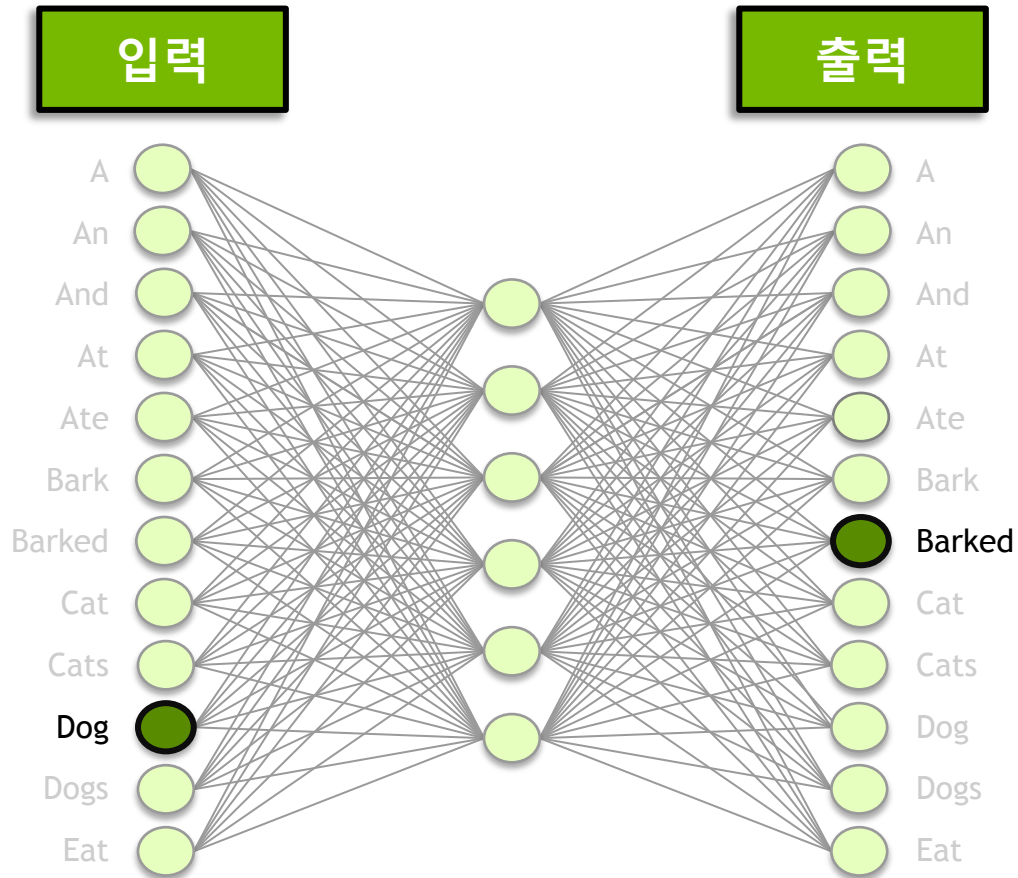 입력 출력
A A
An An
And And
At At
Ate Ate
Bark Bark
Barked Barked
Cat Cat
Cats Cats
Dog Dog
Dogs Dogs
Eat Eat